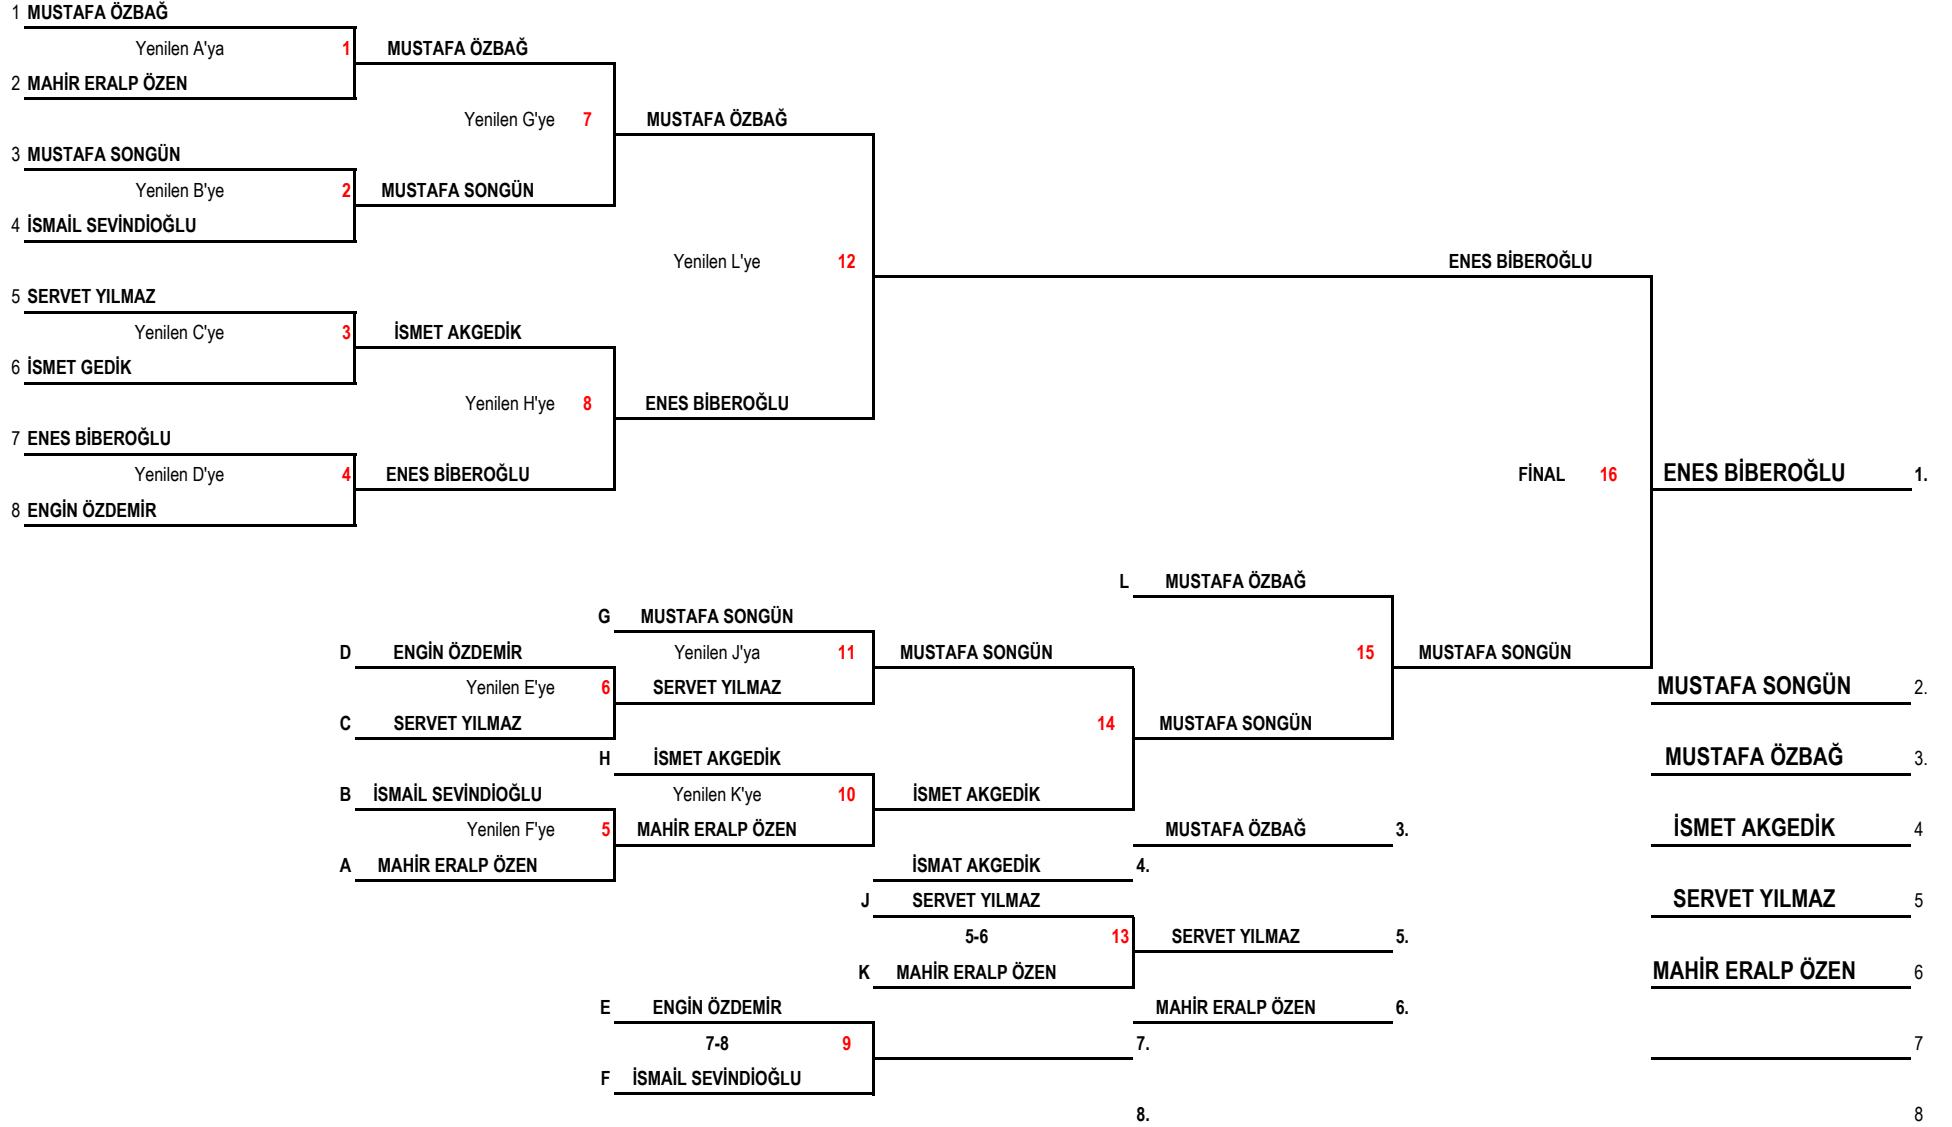 1 MUSTAFA ÖZBAĞ
Yenilen A'ya 1 MUSTAFA ÖZBAĞ
2 MAHİR ERALP ÖZEN
Yenilen G'ye 7 MUSTAFA ÖZBAĞ
3 MUSTAFA SONGÜN
Yenilen B'ye 2 MUSTAFA SONGÜN
4 İSMAİL SEVİNDİOĞLU
Yenilen L'ye 12 ENES BİBEROĞLU
5 SERVET YILMAZ
Yenilen C'ye 3 İSMET AKGEDİK
6 İSMET GEDİK
Yenilen H'ye 8 ENES BİBEROĞLU
7 ENES BİBEROĞLU
Yenilen D'ye 4 ENES BİBEROĞLU FİNAL 16 ENES BİBEROĞLU 1.
8 ENGİN ÖZDEMİR
L MUSTAFA ÖZBAĞ
G MUSTAFA SONGÜN
D ENGİN ÖZDEMİR Yenilen J'ya 11 MUSTAFA SONGÜN 15 MUSTAFA SONGÜN
Yenilen E'ye 6 SERVET YILMAZ MUSTAFA SONGÜN 2.
C SERVET YILMAZ 14 MUSTAFA SONGÜN
H İSMET AKGEDİK MUSTAFA ÖZBAĞ 3.
B İSMAİL SEVİNDİOĞLU Yenilen K'ye 10 İSMET AKGEDİK
Yenilen F'ye 5 MAHİR ERALP ÖZEN MUSTAFA ÖZBAĞ 3. İSMET AKGEDİK 4
A MAHİR ERALP ÖZEN İSMAT AKGEDİK 4.
J SERVET YILMAZ SERVET YILMAZ 5
5-6 13 SERVET YILMAZ 5.
K MAHİR ERALP ÖZEN MAHİR ERALP ÖZEN 6
E ENGİN ÖZDEMİR MAHİR ERALP ÖZEN 6.
7-8 9 7. 7
F İSMAİL SEVİNDİOĞLU
8. 8